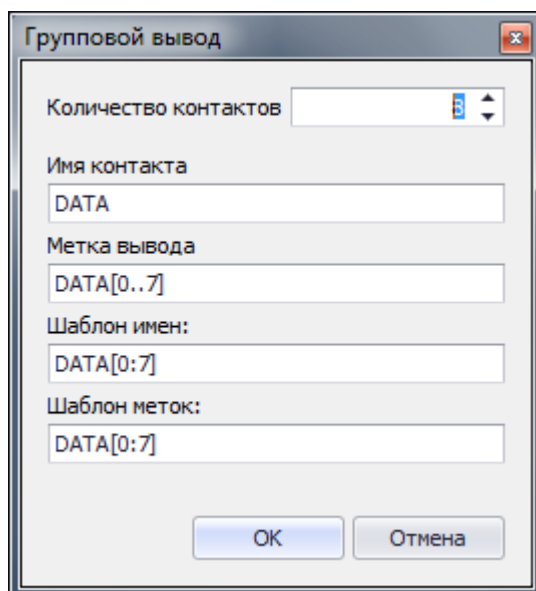 Групповой вывод
Количество контактов 3
Имя контакта
DATA
Метка вывода
DATA[0..7]
Шаблон имен:
DATA[0:7]
Шаблон меток:
DATA[0:7]
OK Отмена